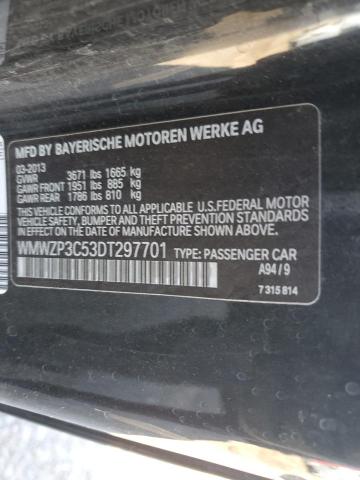 MFD BY BAYERISCHE MOTOREN WERKE AG
03-2013
GVWR 3671 lbs 1665 kg
GAWR FRONT 1951 lbs 885 kg
GAWR REAR 1786 lbs 810 kg
THIS VEHICLE CONFORMS TO ALL APPLICABLE U.S.FEDERAL MOTOR
VEHICLE SAFETY, BUMPER AND THEFT PREVENTION STANDARDS
IN EFFECT ON THE DATE OF MANUFACTURE SHOWN ABOVE.
WMWZP3C53DT297701 TYPE: PASSENGER CAR
A94 / 9
7 315 814